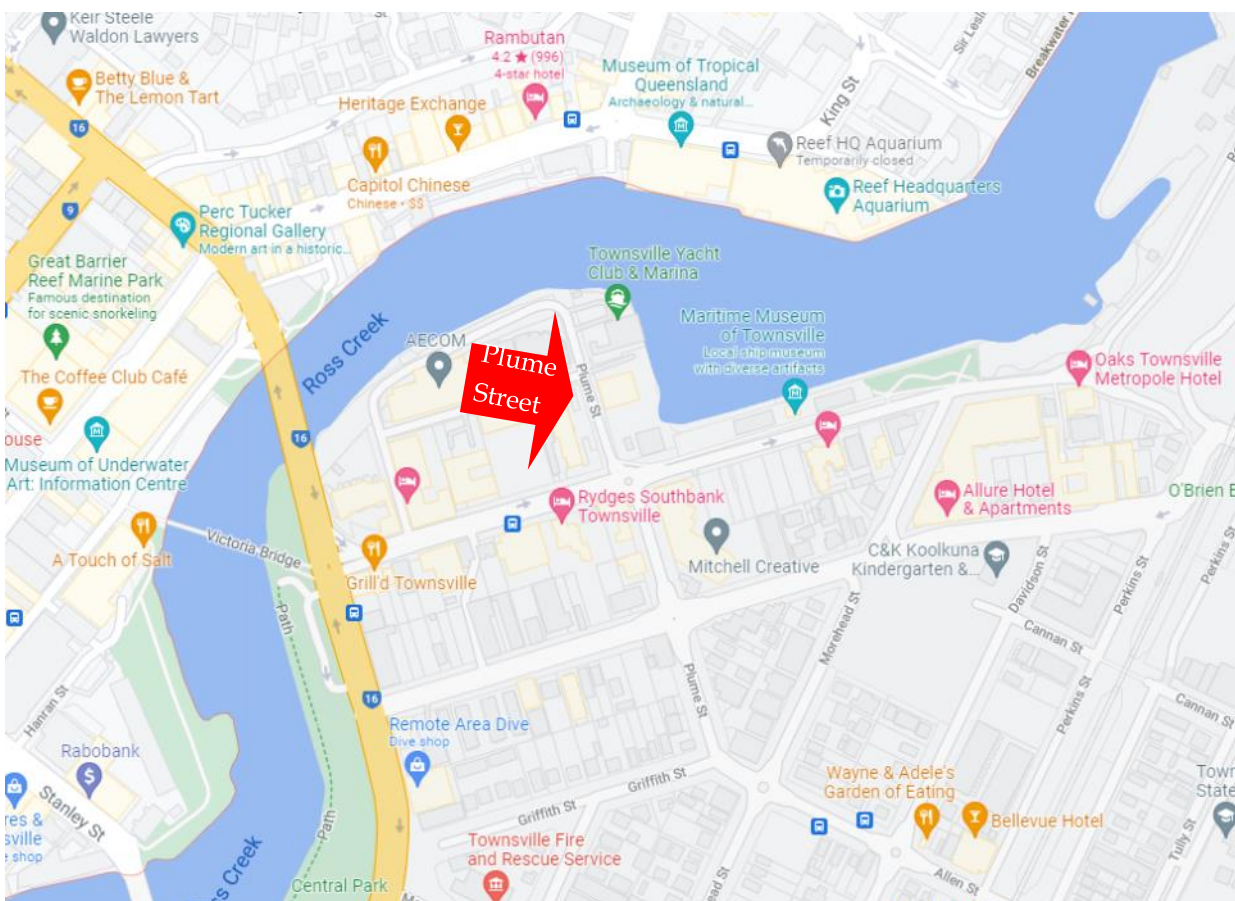 St
Keir Steele
Waldon Lawyers
Rambutan
4.2 ★ (996)
4-star hotel
Betty Blue &
The Lemon Tart
Museum of Tropical
Queensland
Archaeology & natural...
King St
Breakwater
16
Heritage Exchange
Reef HQ Aquarium
Temporarily closed
Capitol Chinese
Chinese · $$
Reef Headquarters
Aquarium
9
Perc Tucker
Regional Gallery
Modern art in a historic...
Great Barrier
Reef Marine Park
Famous destination
for scenic snorkeling
Townsville Yacht
Club & Marina
Ross Creek
AECOM
Maritime Museum
of Townsville
Local ship museum
with diverse artifacts
Plume
Street
Plume St
Oaks Townsville
Metropole Hotel
The Coffee Club Café
16
Museum of Underwater
Art: Information Centre
Rydges Southbank
Townsville
Allure Hotel
& Apartments
O'Brien
A Touch of Salt
Victoria Bridge
Grill'd Townsville
Mitchell Creative
C&K Koolkuna
Kindergarten &...
Davidson St
Perkins St
Perkins St
Path
Morehead St
Cannan St
Hanran St
16
Plume St
Perkins St
Cannan St
Remote Area Dive
Dive shop
Rabobank
Stanley St
Griffith St
Griffith St
Wayne & Adele's
Garden of Eating
Bellevue Hotel
Path
Townsville Fire
and Rescue Service
Tully St
Central Park
Creek
Allen St